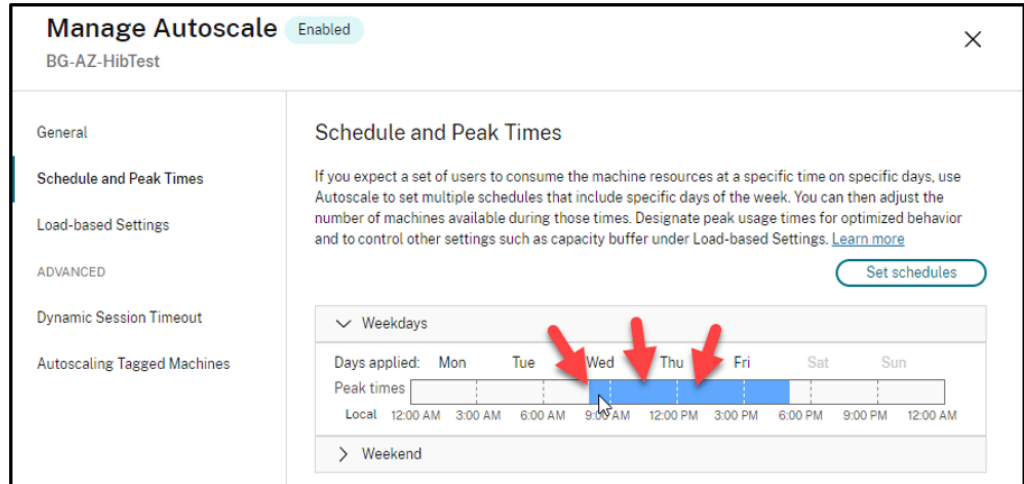 Manage Autoscale Enabled
BG-AZ-HibTest
General
Schedule and Peak Times
Load-based Settings
ADVANCED
Dynamic Session Timeout
Autoscaling Tagged Machines
Schedule and Peak Times
If you expect a set of users to consume the machine resources at a specific time on specific days, use
Autoscale to set multiple schedules that include specific days of the week. You can then adjust the
number of machines available during those times. Designate peak usage times for optimized behavior
and to control other settings such as capacity buffer under Load-based Settings. Learn more
Set schedules
Weekdays
Days applied: Mon Tue Wed Thu Fri Sat Sun
Peak times
Local 12:00 AM 3:00 AM 6:00 AM 9:00 AM 12:00 PM 3:00 PM 6:00 PM 9:00 PM 12:00 AM
Weekend